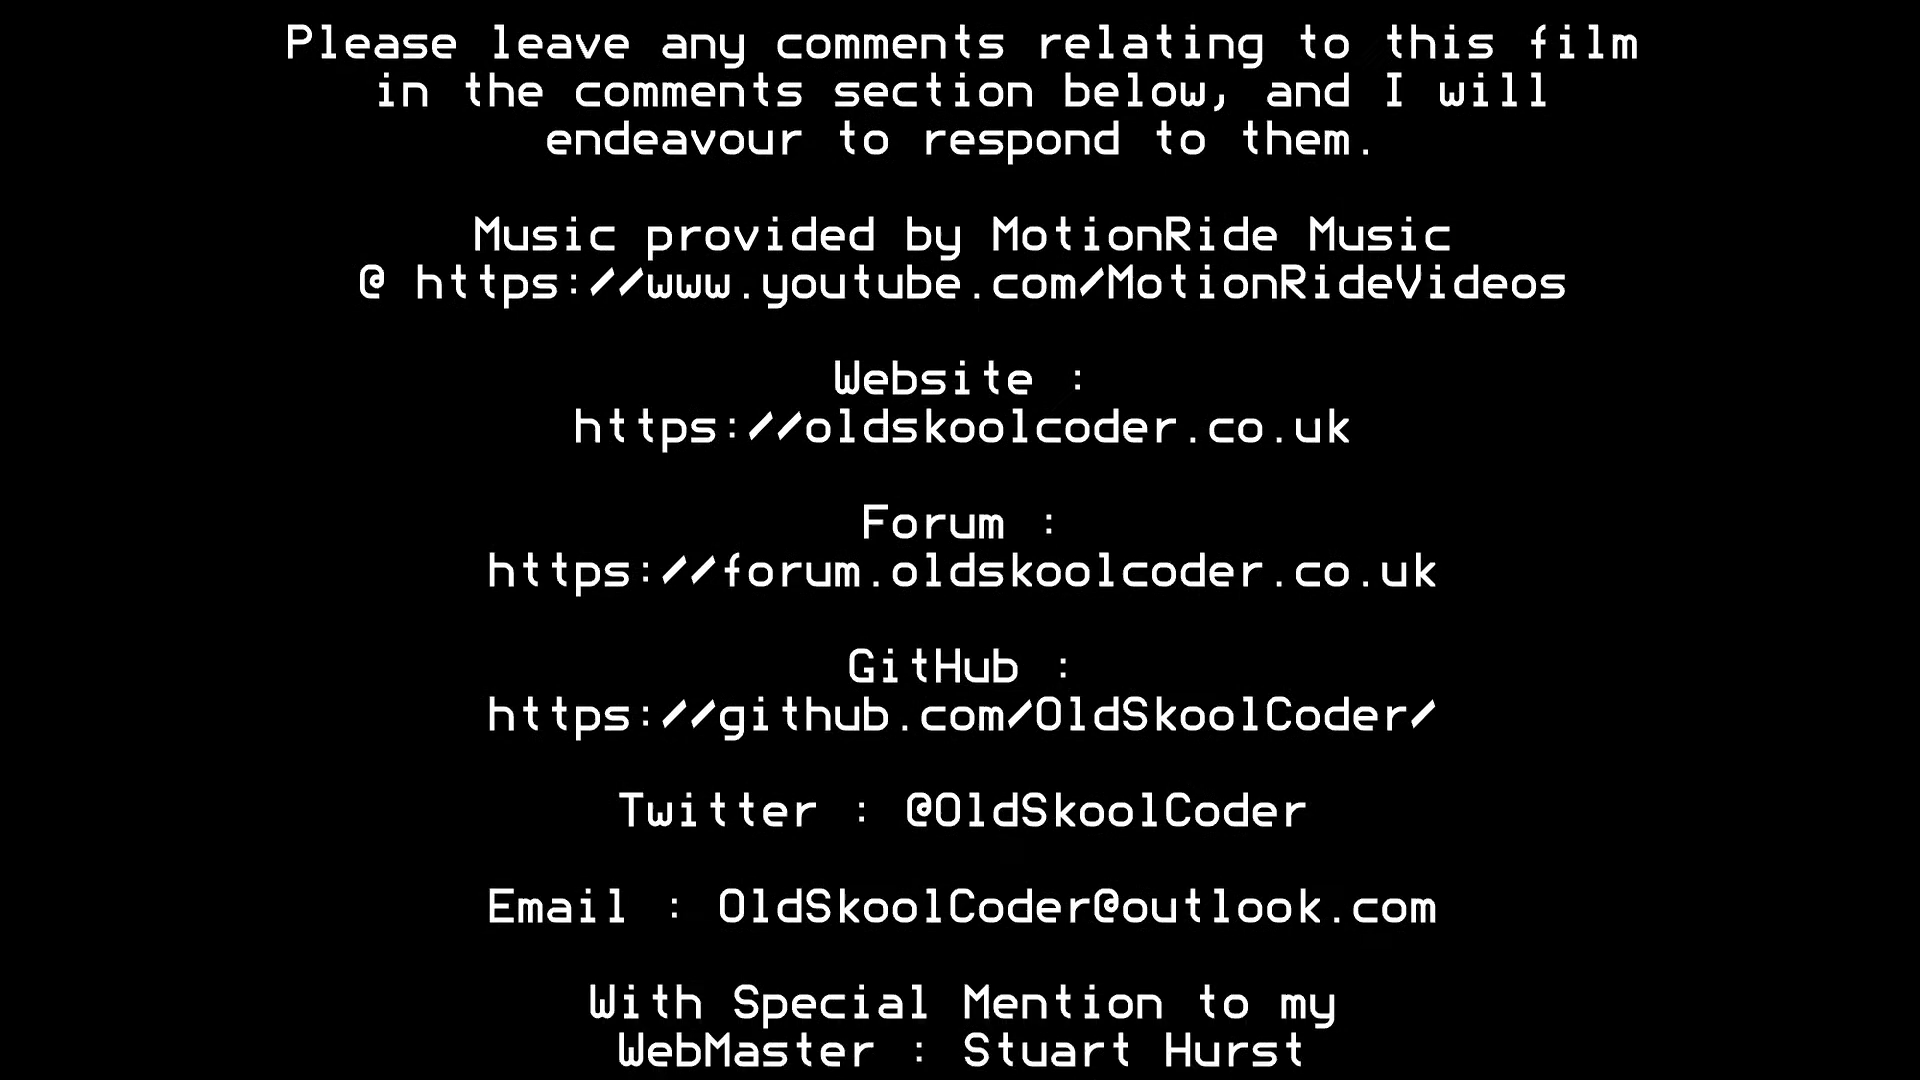 Please leave any comments relating to this film
in the comments section below, and I will
endeavour to respond to them.
Music provided by MotionRide Music
@ https://www.youtube.com/MotionRideVideos
Website :
https://oldskoolcoder.co.uk
Forum :
https://forum.oldskoolcoder.co.uk
GitHub :
https://github.com/OldSkoolCoder/
Twitter : @OldSkoolCoder
Email : OldSkoolCoder@outlook.com
With Special Mention to my
WebMaster : Stuart Hurst